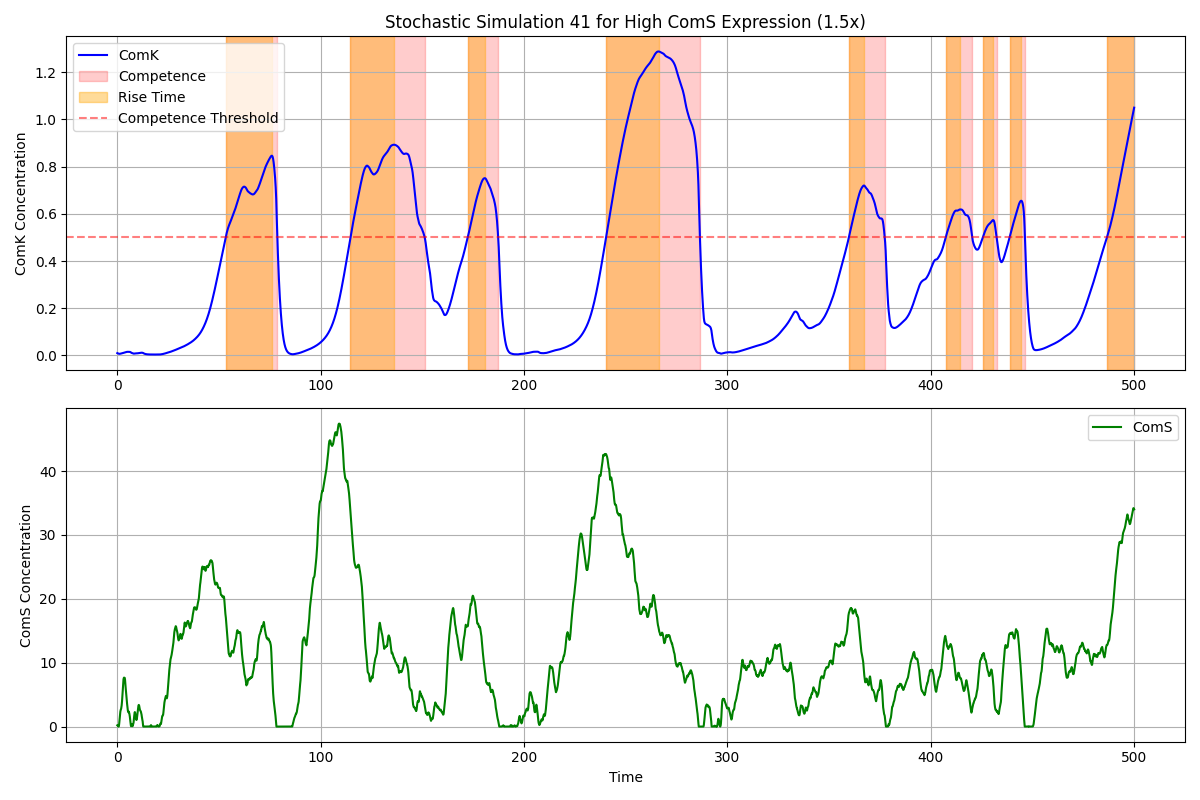 Stochastic Simulation 41 for High ComS Expression (1.5x)
ComK
Competence
Rise Time
Competence Threshold
ComK Concentration
1.2
1.0
0.8
0.6
0.4
0.2
0.0
0 100 200 300 400 500
ComS
ComS Concentration
40
30
20
10
0
0 100 200 300 400 500
Time